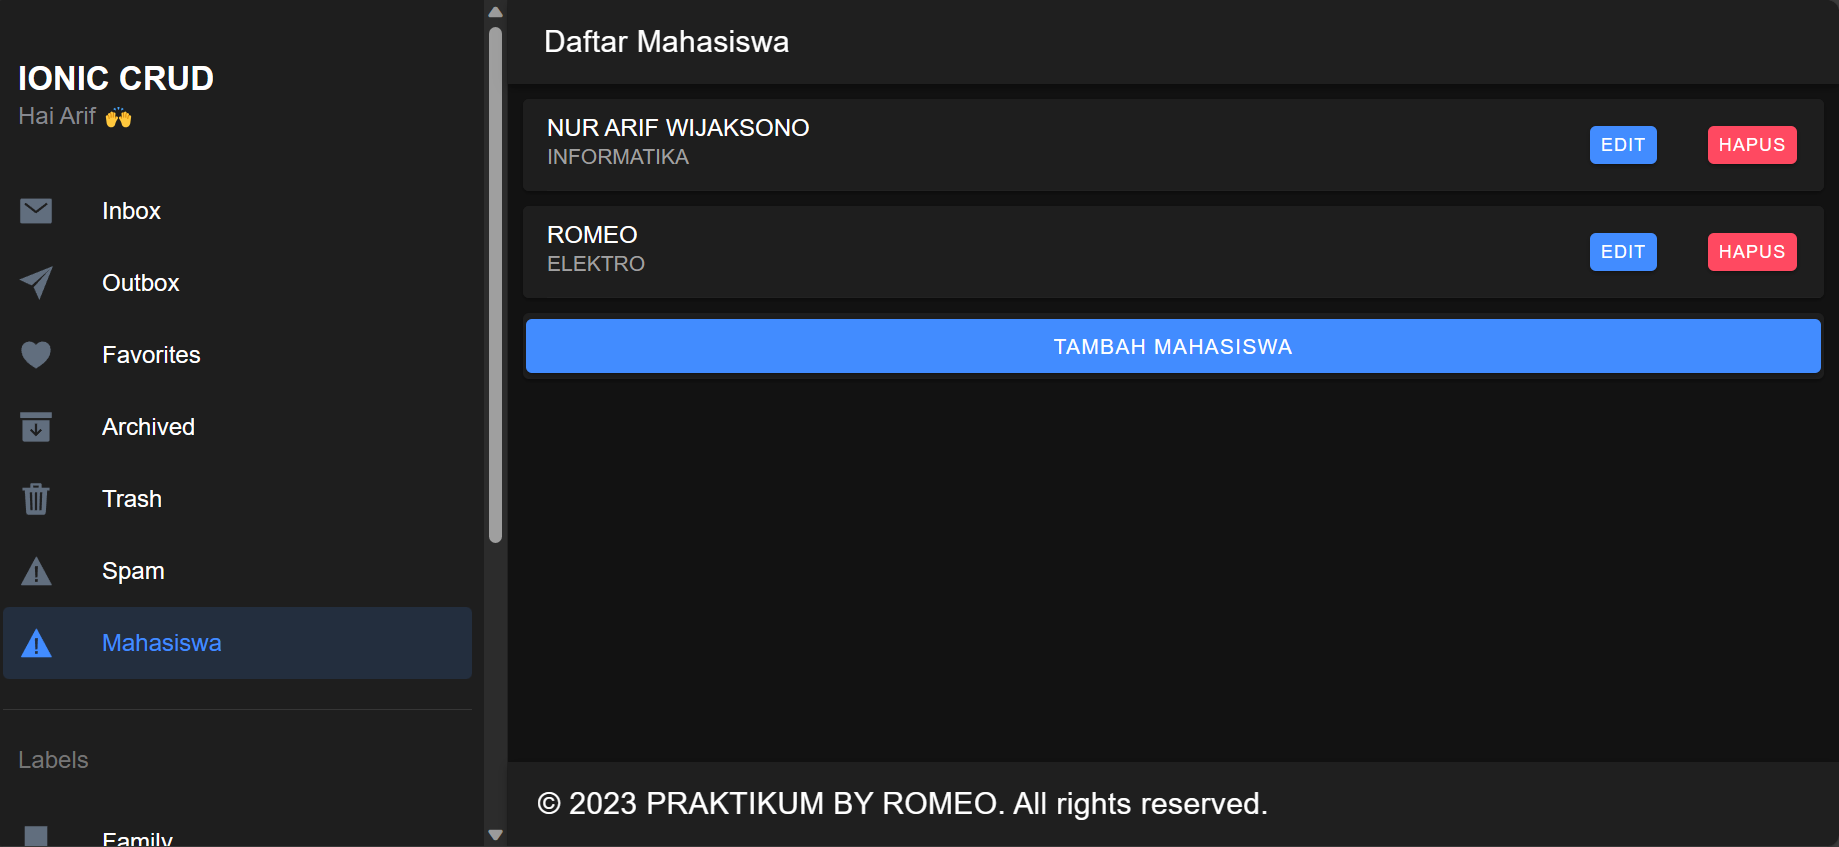 IONIC CRUD
Hai Arif 🙌
Inbox
Outbox
Favorites
Archived
Trash
Spam
Mahasiswa
Labels
Family
Daftar Mahasiswa
NUR ARIF WIJAKSONO
INFORMATIKA
EDIT HAPUS
ROMEO
ELEKTRO
EDIT HAPUS
TAMBAH MAHASISWA
© 2023 PRAKTIKUM BY ROMEO. All rights reserved.